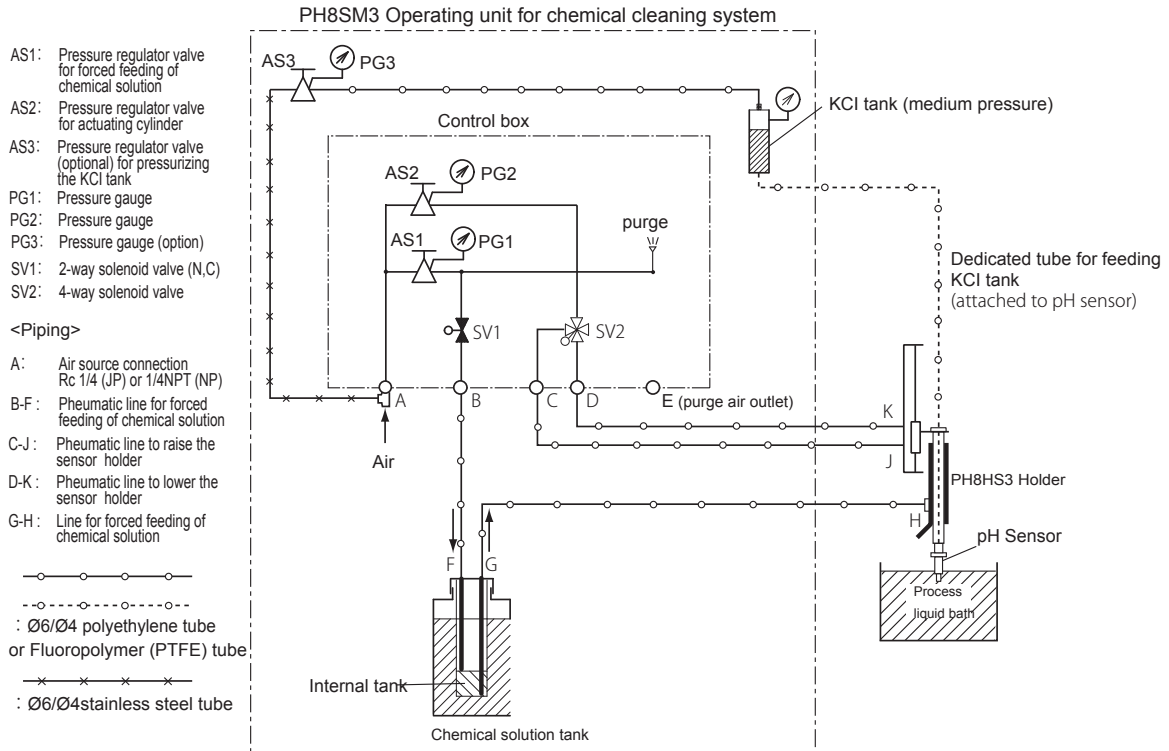 PH8SM3 Operating unit for chemical cleaning system
AS1: Pressure regulator valve
for forced feeding of
chemical solution
AS2: Pressure regulator valve
for actuating cylinder
AS3: Pressure regulator valve
(optional) for pressurizing
the KCl tank
PG1: Pressure gauge
PG2: Pressure gauge
PG3: Pressure gauge (option)
SV1: 2-way solenoid valve (N,C)
SV2: 4-way solenoid valve
<Piping>
A: Air source connection
Rc 1/4 (JP) or 1/4NPT (NP)
B-F : Pneumatic line for forced
feeding of chemical solution
C-J : Pneumatic line to raise the
sensor holder
D-K : Pneumatic line to lower the
sensor holder
G-H : Line for forced feeding of
chemical solution
: Ø6/Ø4 polyethylene tube
or Fluoropolymer (PTFE) tube
: Ø6/Ø4stainless steel tube
AS3
PG3
KCl tank (medium pressure)
Control box
AS2
PG2
AS1
PG1
purge
SV1
SV2
Dedicated tube for feeding
KCl tank
(attached to pH sensor)
A
B
C
D
E (purge air outlet)
Air
K
J
PH8HS3 Holder
H
pH Sensor
F
G
Process
liquid bath
Internal tank
Chemical solution tank